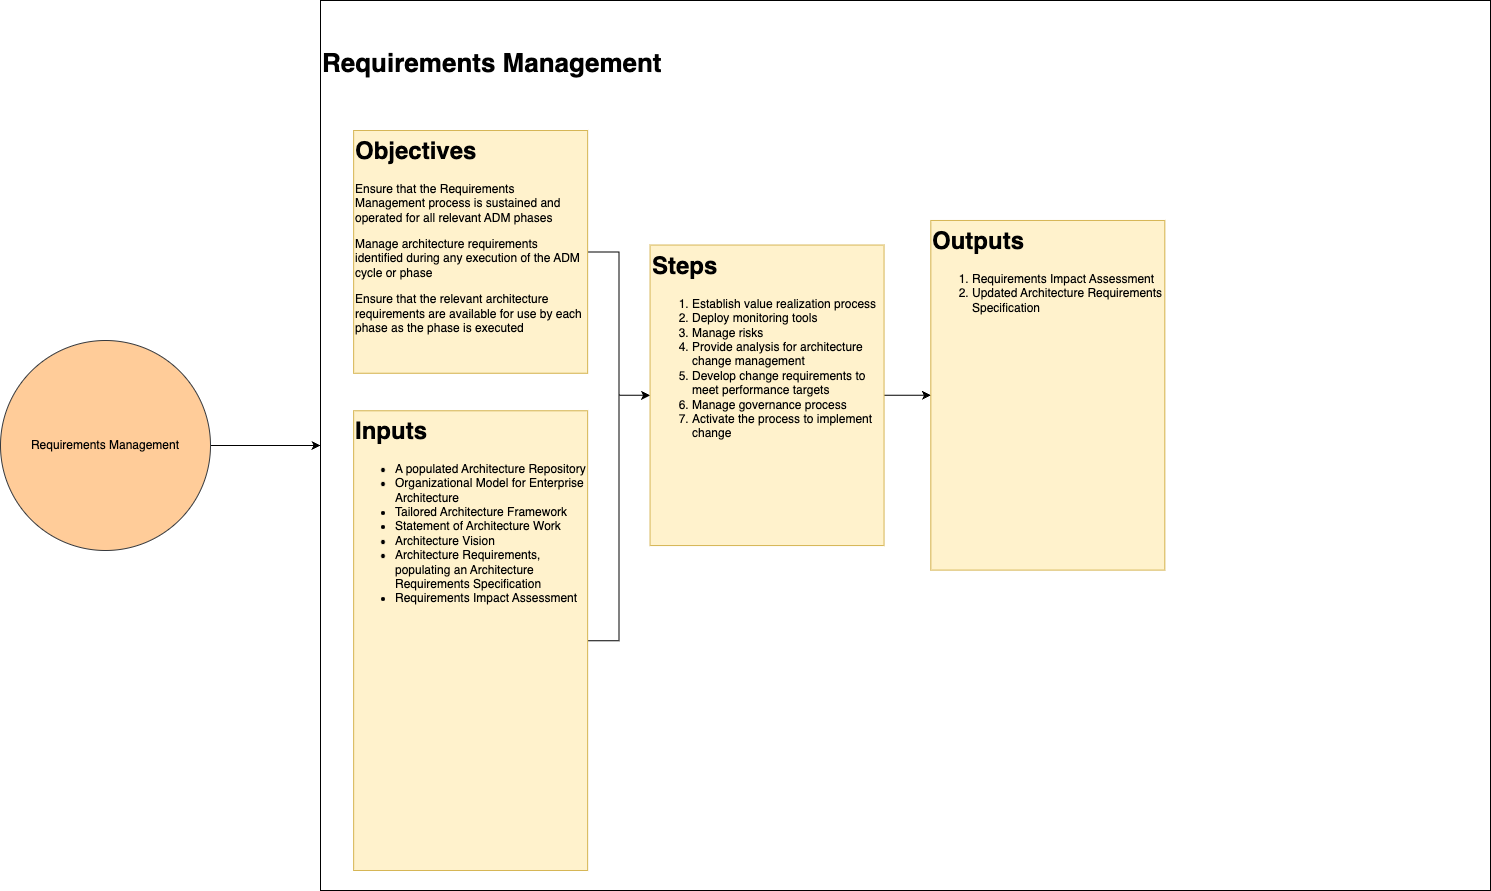 Requirements Management
Requirements Management
Objectives
Ensure that the Requirements
Management process is sustained and
operated for all relevant ADM phases
Manage architecture requirements
identified during any execution of the ADM
cycle or phase
Ensure that the relevant architecture
requirements are available for use by each
phase as the phase is executed
Inputs
• A populated Architecture Repository
• Organizational Model for Enterprise
Architecture
• Tailored Architecture Framework
• Statement of Architecture Work
• Architecture Vision
• Architecture Requirements,
populating an Architecture
Requirements Specification
• Requirements Impact Assessment
Steps
1. Establish value realization process
2. Deploy monitoring tools
3. Manage risks
4. Provide analysis for architecture
change management
5. Develop change requirements to
meet performance targets
6. Manage governance process
7. Activate the process to implement
change
Outputs
1. Requirements Impact Assessment
2. Updated Architecture Requirements
Specification